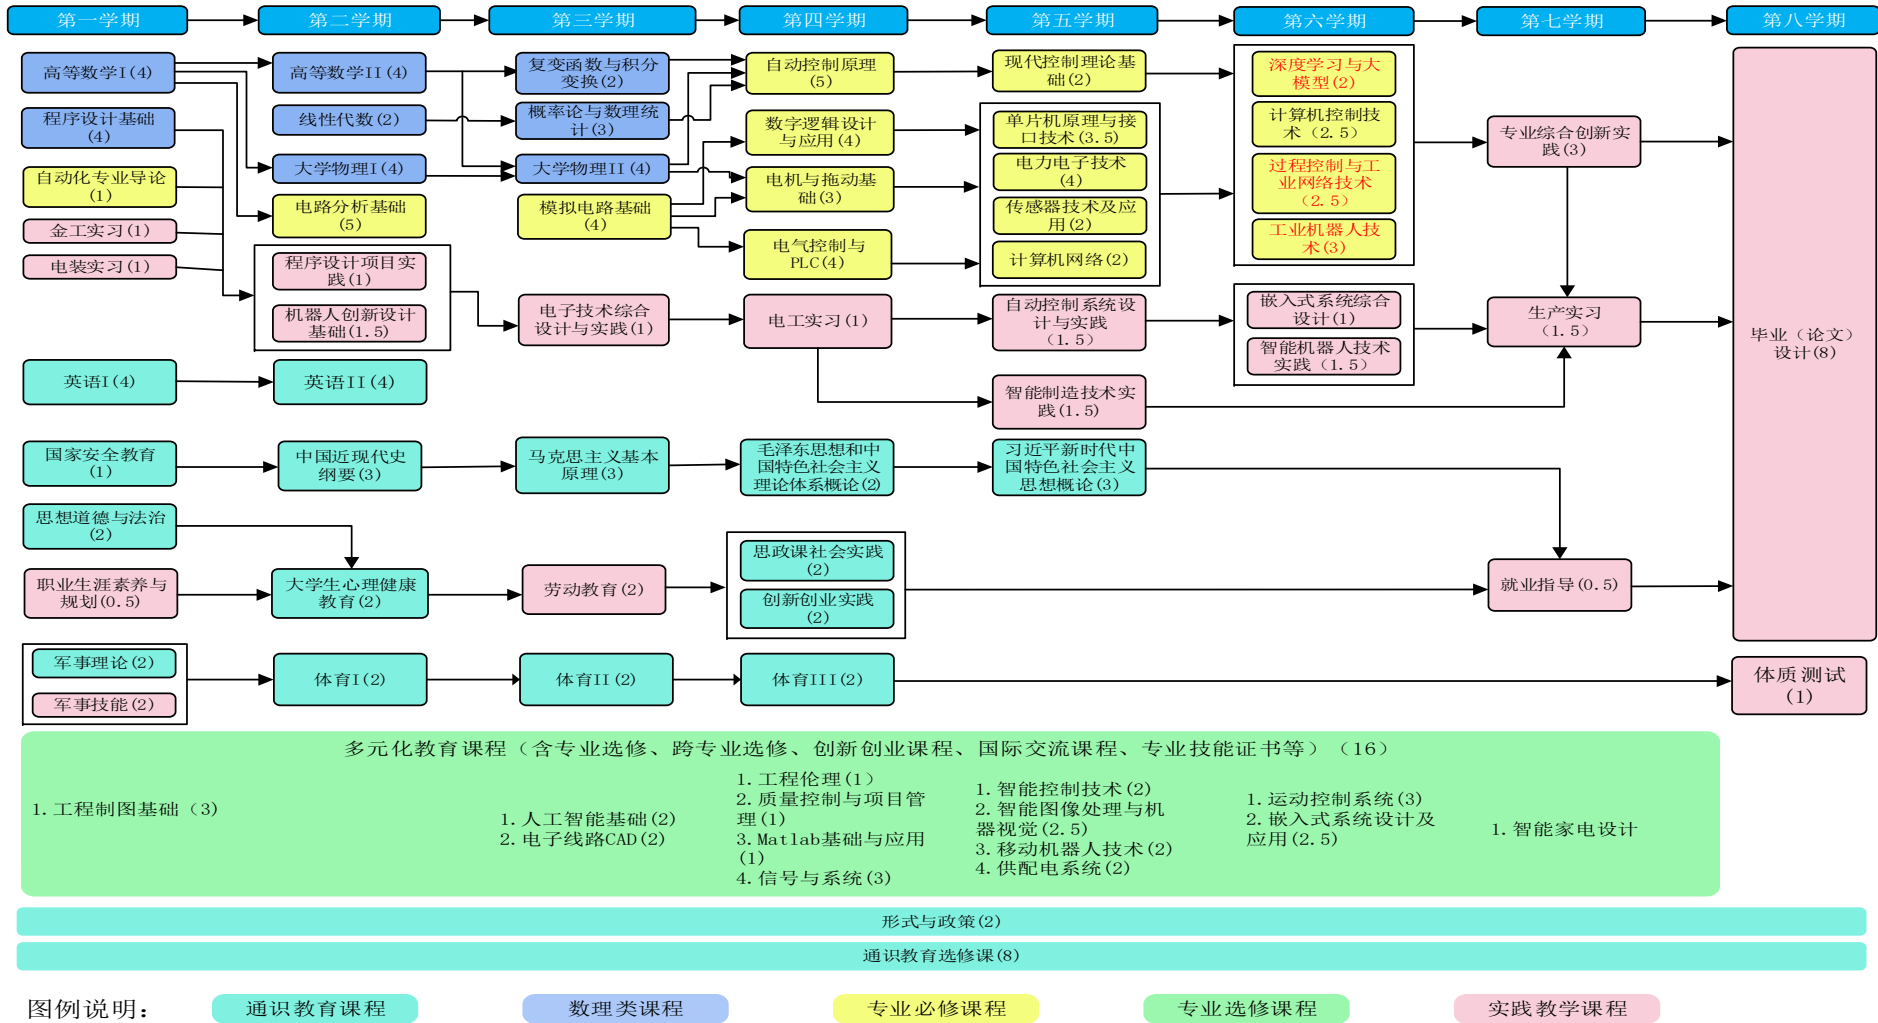 第一学期
第二学期
第三学期
第四学期
第五学期
第六学期
第七学期
第八学期
高等数学I(4)
程序设计基础
(4)
自动化专业导论
(1)
金工实习(1)
电装实习(1)
英语I(4)
国家安全教育
(1)
思想道德与法治
(2)
职业生涯素养与
规划(0.5)
军事理论(2)
军事技能(2)
高等数学II(4)
线性代数(2)
大学物理I(4)
电路分析基础
(5)
程序设计项目实
践(1)
机器人创新设计
基础(1.5)
英语II(4)
中国近现代史
纲要(3)
大学生心理健康
教育(2)
体育I(2)
复变函数与积分
变换(2)
概率论与数理统
计(3)
大学物理II(4)
模拟电路基础
(4)
电子技术综合
设计与实践(1)
马克思主义基本
原理(3)
劳动教育(2)
体育II(2)
自动控制原理
(5)
数字逻辑设计
与应用(4)
电机与拖动基
础(3)
电气控制与
PLC(4)
电工实习(1)
毛泽东思想和中
国特色社会主义
理论体系概论(2)
思政课社会实践
(2)
创新创业实践
(2)
体育III(2)
现代控制理论基
础(2)
单片机原理与接
口技术(3.5)
电力电子技术
(4)
传感器技术及应
用(2)
计算机网络(2)
自动控制系统设
计与实践
(1.5)
智能制造技术实
践(1.5)
习近平新时代中
国特色社会主义
思想概论(3)
深度学习与大
模型(2)
计算机控制技
术（2.5)
过程控制与工
业网络技术
（2.5)
工业机器人技
术(3)
嵌入式系统综合
设计(1)
智能机器人技术
实践（1.5)
专业综合创新实
践(3)
生产实习
（1.5)
就业指导(0.5)
毕业（论文）
设计(8)
体质测试
(1)
多元化教育课程（含专业选修、跨专业选修、创新创业课程、国际交流课程、专业技能证书等）（16）
1.工程制图基础（3)
1.人工智能基础(2)
2.电子线路CAD(2)
1.工程伦理(1）
2.质量控制与项目管
理(1)
3.Matlab基础与应用
(1)
4.信号与系统(3)
1.智能控制技术(2)
2.智能图像处理与机
器视觉(2.5)
3.移动机器人技术(2)
4.供配电系统(2)
1.运动控制系统(3)
2.嵌入式系统设计及
应用(2.5)
1.智能家电设计
形式与政策(2)
通识教育选修课(8)
图例说明：
通识教育课程
数理类课程
专业必修课程
专业选修课程
实践教学课程